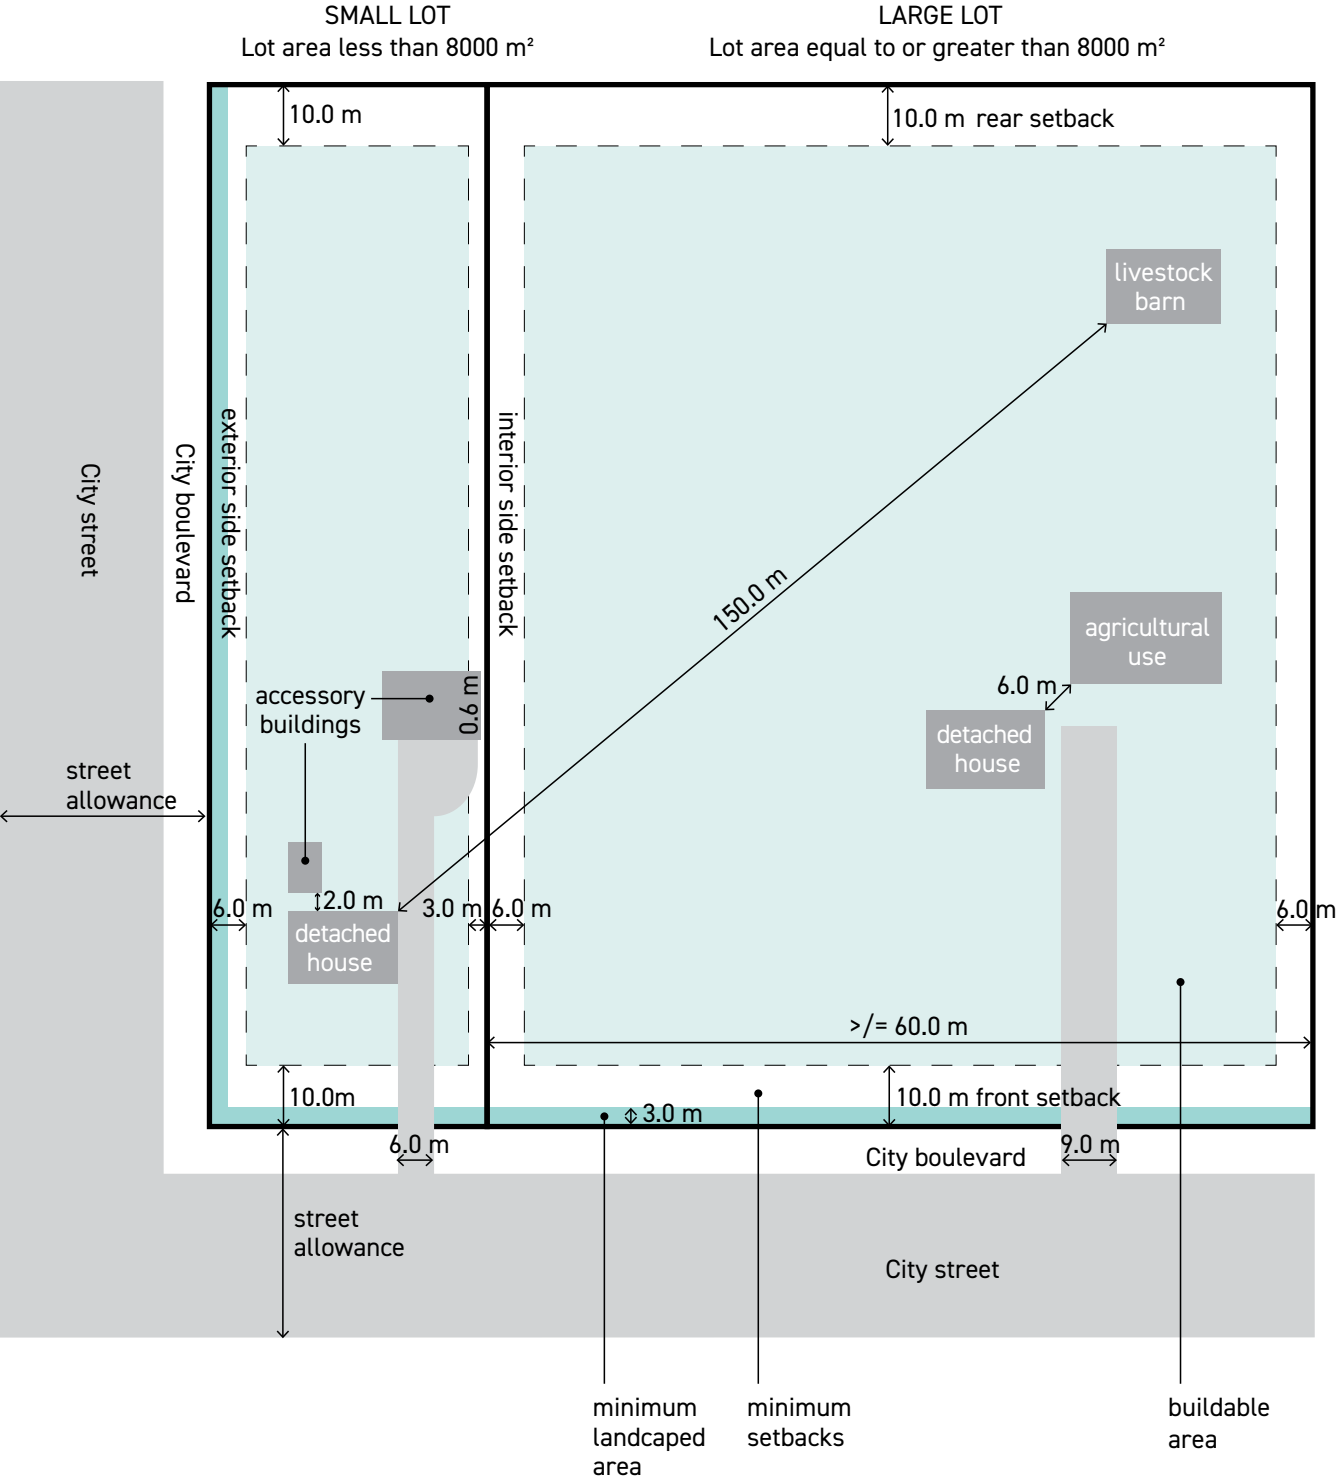 SMALL LOT
Lot area less than 8000 m²
LARGE LOT
Lot area equal to or greater than 8000 m²
10.0 m
10.0 m rear setback
livestock
barn
City street
City boulevard
exterior side setback
interior side setback
150.0 m
agricultural
use
6.0 m
detached
house
accessory
buildings
0.6 m
street
allowance
2.0 m
6.0 m
3.0 m
6.0 m
6.0 m
detached
house
>/= 60.0 m
10.0m
10.0 m front setback
3.0 m
6.0 m
City boulevard
9.0 m
street
allowance
City street
minimum
landcaped
area
minimum
setbacks
buildable
area